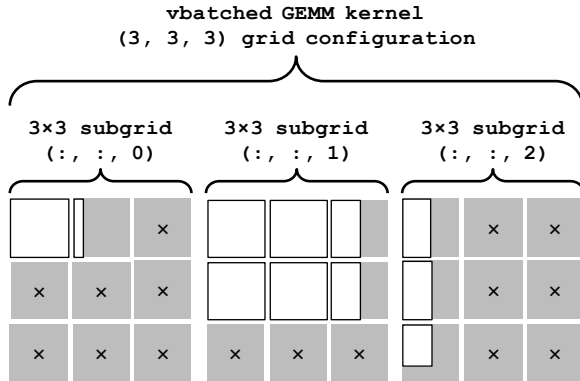 vbatched GEMM kernel
(3, 3, 3) grid configuration
3×3 subgrid 3×3 subgrid 3×3 subgrid
(:, :, 0) (:, :, 1) (:, :, 2)
× × ×
× × × × ×
× × × × × × × ×